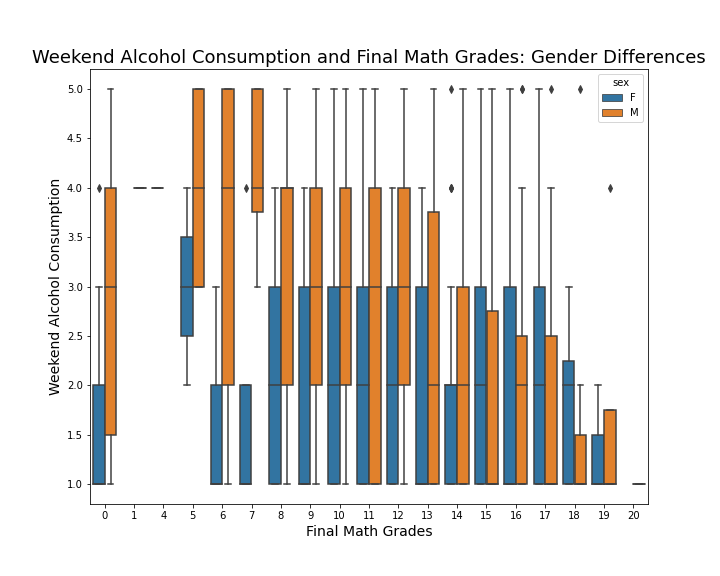 Weekend Alcohol Consumption and Final Math Grades: Gender Differences
sex
F
M
5.0
4.5
4.0
3.5
3.0
2.5
2.0
1.5
1.0
Weekend Alcohol Consumption
0 1 4 5 6 7 8 9 10 11 12 13 14 15 16 17 18 19 20
Final Math Grades